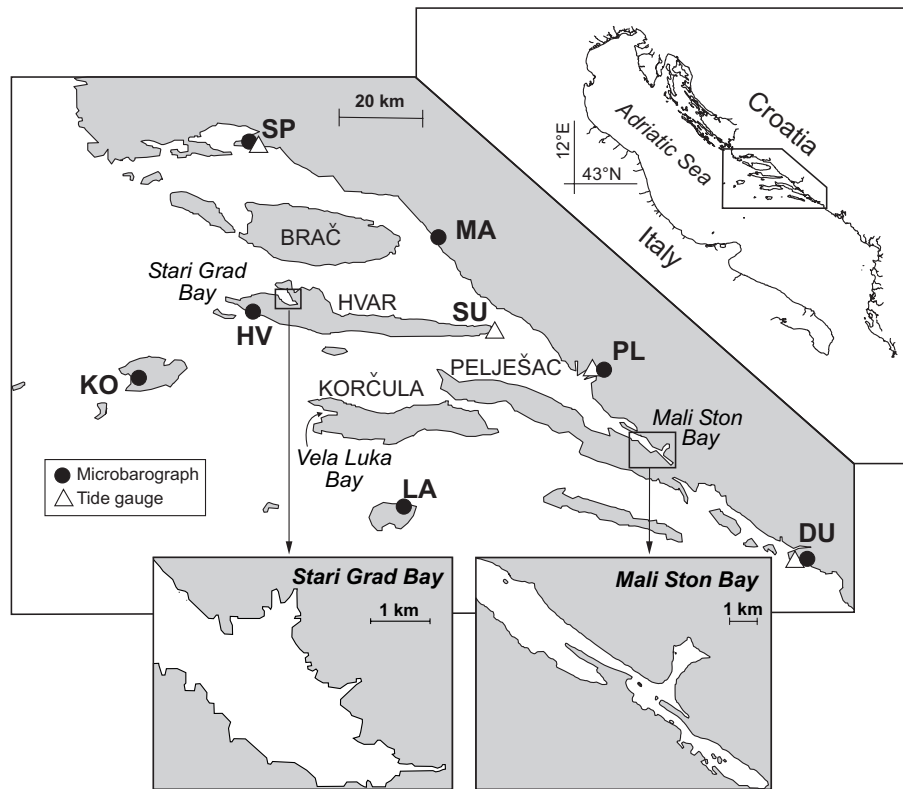 20 km
SP
MA
BRAČ
Stari Grad
Bay
HVAR
HV
SU
KO
KORČULA
PELJEŠAC
PL
Mali Ston
Bay
Vela Luka
Bay
LA
DU
Microbarograph
Tide gauge
Croatia
Adriatic Sea
12°E
43°N
Italy
Stari Grad Bay
1 km
Mali Ston Bay
1 km